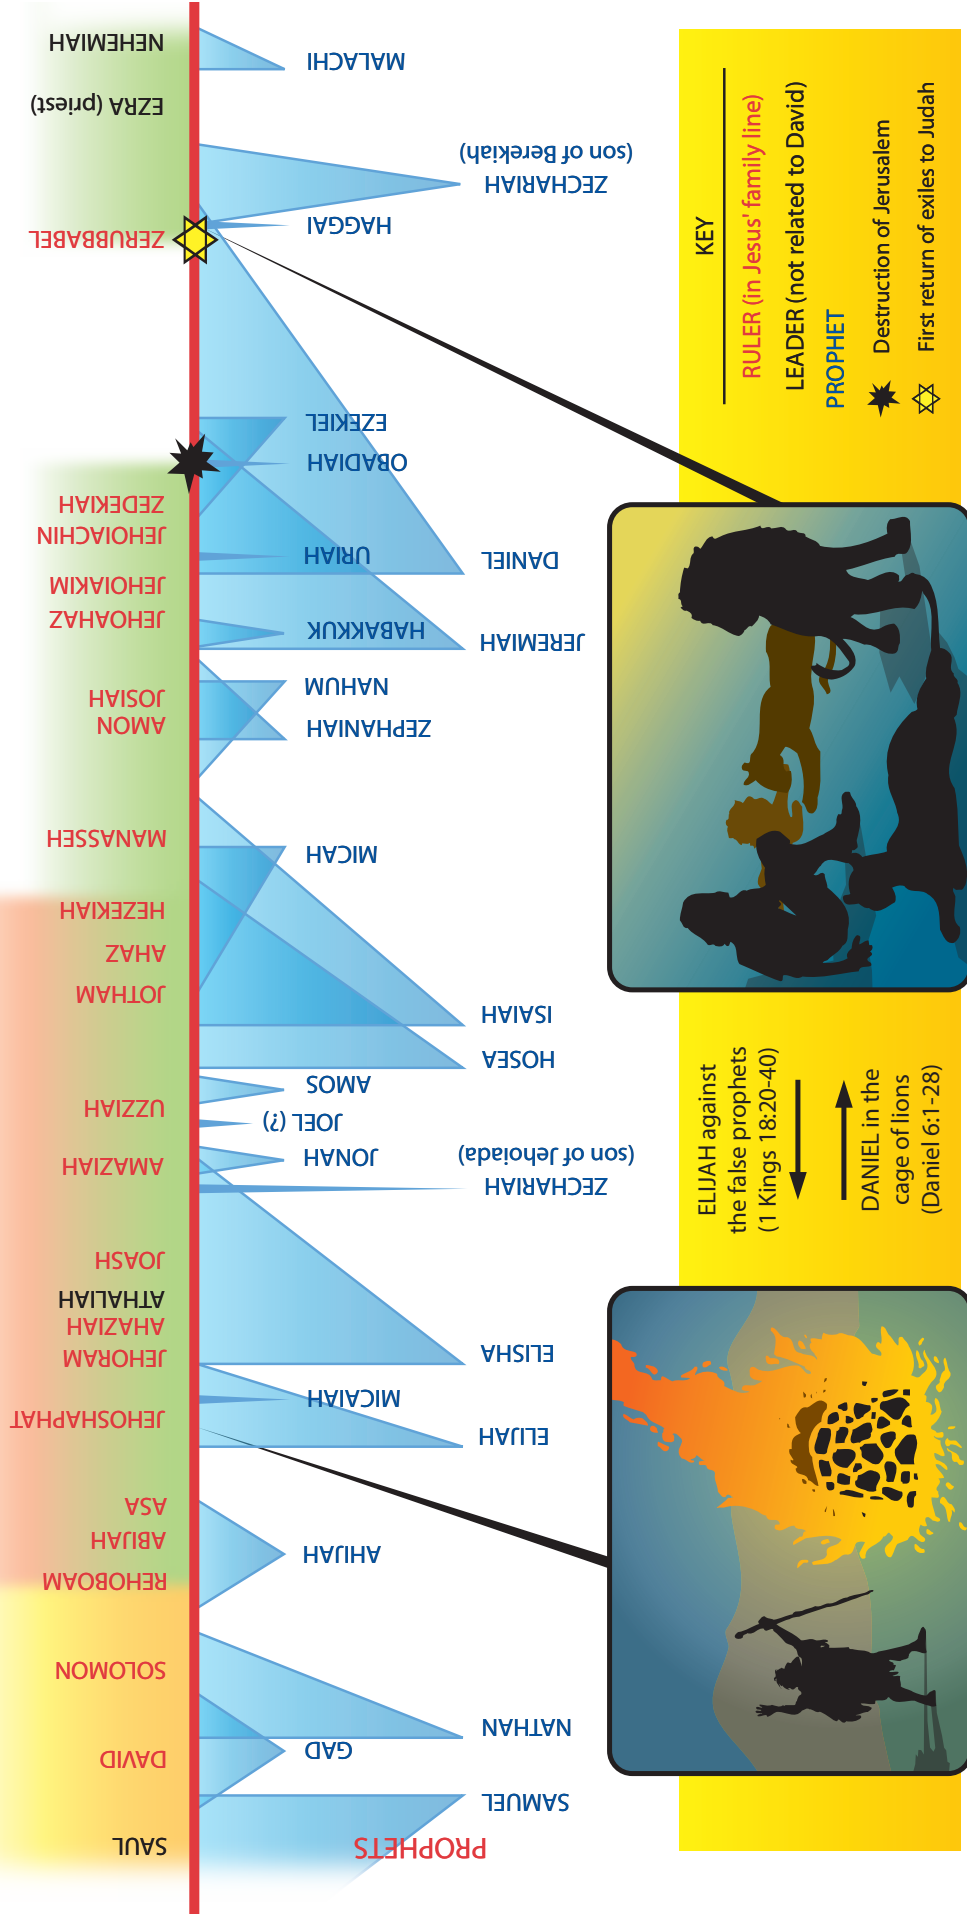 NEHEMIAH
EZRA (priest)
ZERUBBABEL
ZEDEKIAH
JEHOIACHIN
JEHOIAKIM
JEHOAHAZ
JOSIAH
AMON
MANASSEH
HEZEKIAH
AHAZ
JOTHAM
UZZIAH
AMAZIAH
JOASH
ATHALIAH
AHAZIAH
JEHORAM
JEHOSHAPHAT
ASA
ABIJAH
REHOBOAM
SOLOMON
DAVID
SAUL
MALACHI
ZECHARIAH
(son of Berekiah)
HAGGAI
EZEKIEL
OBADIAH
URIAH
DANIEL
HABAKKUK
JEREMIAH
NAHUM
ZEPHANIAH
MICAH
ISAIAH
HOSEA
AMOS
JOEL (?)
JONAH
ZECHARIAH
(son of Jehoiada)
ELISHA
MICAIAH
ELIJAH
AHIJAH
NATHAN
GAD
SAMUEL
PROPHETS
KEY
RULER (in Jesus' family line)
LEADER (not related to David)
PROPHET
Destruction of Jerusalem
First return of exiles to Judah
ELIJAH against
the false prophets
(1 Kings 18:20-40)
DANIEL in the
cage of lions
(Daniel 6:1-28)